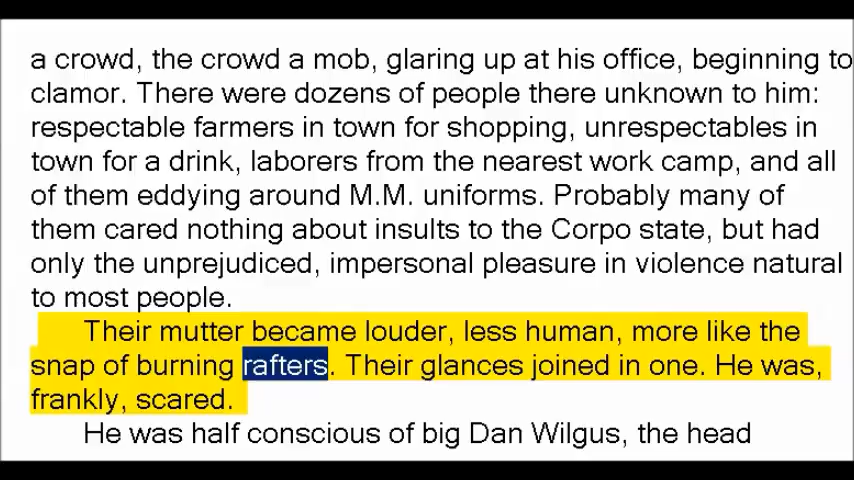 a crowd, the crowd a mob, glaring up at his office, beginning to
clamor. There were dozens of people there unknown to him:
respectable farmers in town for shopping, unrespectables in
town for a drink, laborers from the nearest work camp, and all
of them eddying around M.M. uniforms. Probably many of
them cared nothing about insults to the Corpo state, but had
only the unprejudiced, impersonal pleasure in violence natural
to most people.
Their mutter became louder, less human, more like the
snap of burning rafters. Their glances joined in one. He was,
frankly, scared.
He was half conscious of big Dan Wilgus, the head